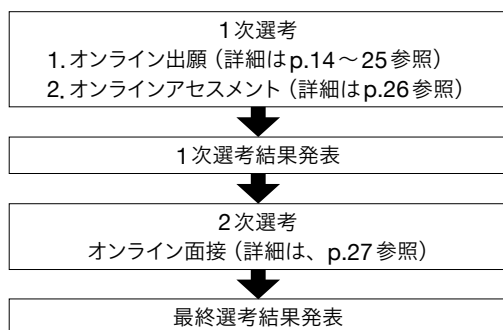 1次選考
1. オンライン出願（詳細はp.14～25参照）
2. オンラインアセスメント（詳細はp.26参照）
1次選考結果発表
2次選考
オンライン面接（詳細は、p.27参照）
最終選考結果発表